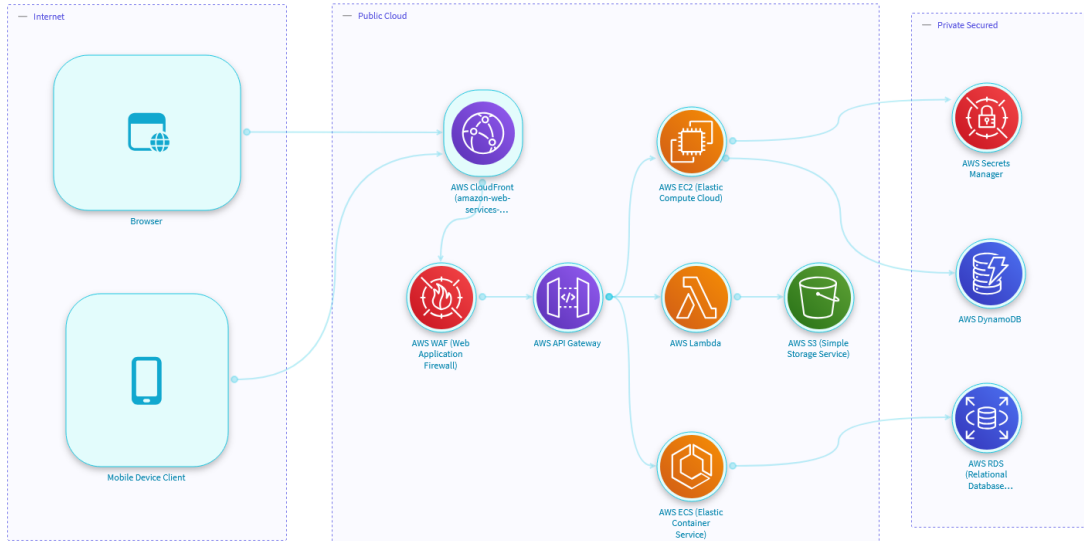 Internet
Browser
Mobile Device Client
Public Cloud
AWS CloudFront
(amazon-web-
services-...
AWS WAF (Web
Application
Firewall)
AWS API Gateway
AWS EC2 (Elastic
Compute Cloud)
AWS Lambda
AWS S3 (Simple
Storage Service)
AWS ECS (Elastic
Container
Service)
Private Secured
AWS Secrets
Manager
AWS DynamoDB
AWS RDS
(Relational
Database...